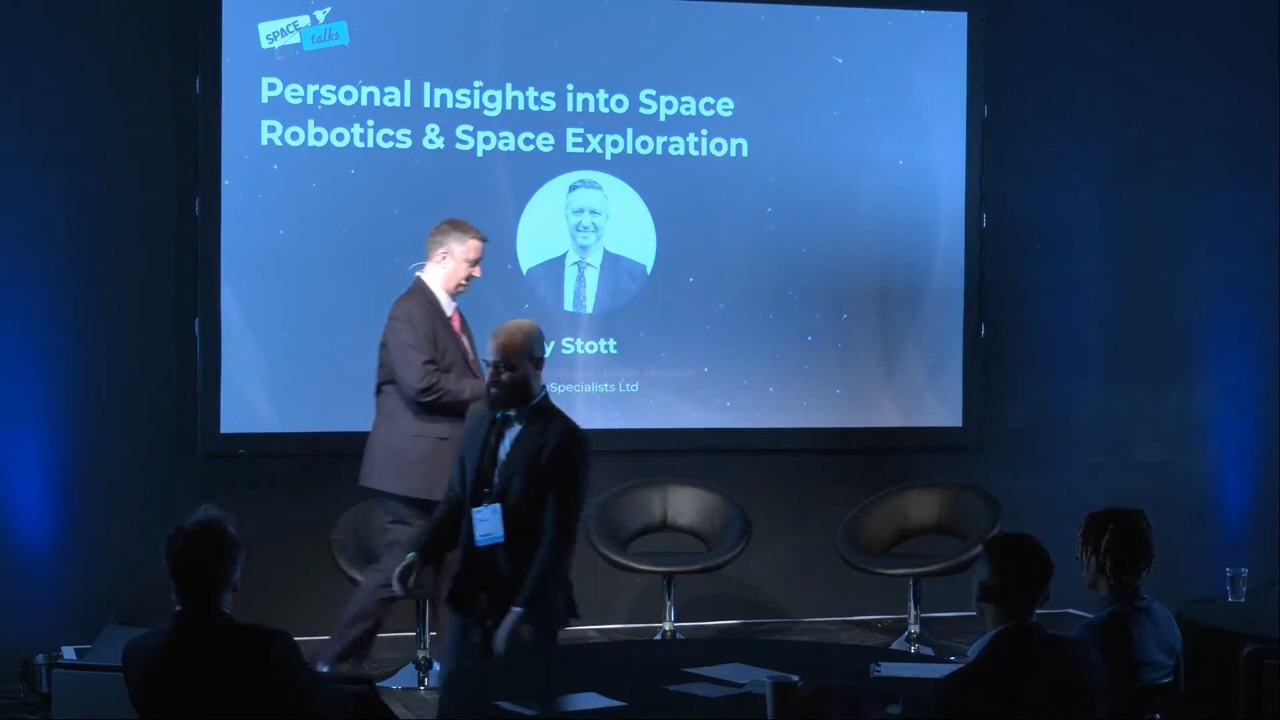 SPACE
talks
Personal Insights into Space
Robotics & Space Exploration
y Stott
Specialists Ltd